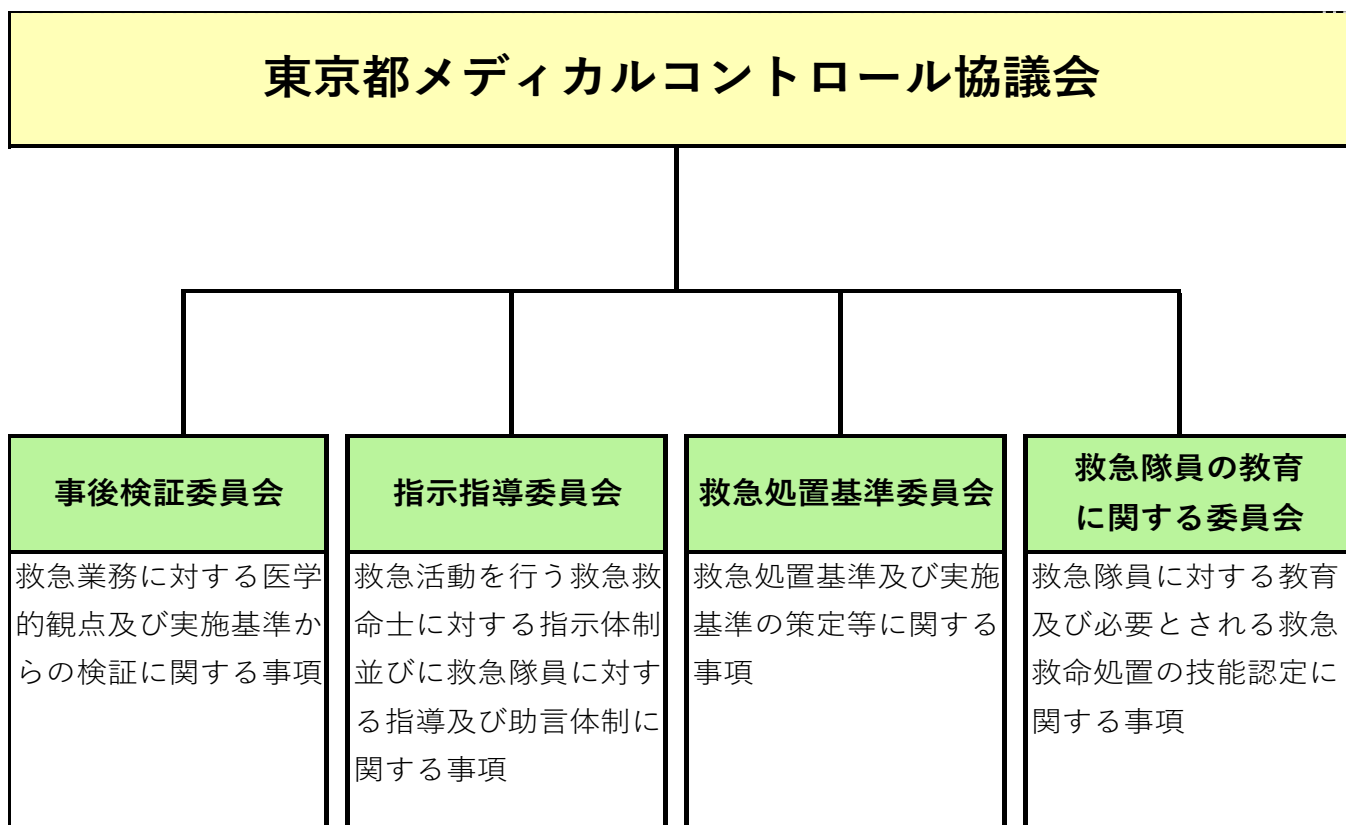 東京都メディカルコントロール協議会
事後検証委員会
救急業務に対する医学
的観点及び実施基準か
らの検証に関する事項
指示指導委員会
救急活動を行う救急救
命士に対する指示体制
並びに救急隊員に対す
る指導及び助言体制に
関する事項
救急処置基準委員会
救急処置基準及び実施
基準の策定等に関する
事項
救急隊員の教育
に関する委員会
救急隊員に対する教育
及び必要とされる救急
救命処置の技能認定に
関する事項